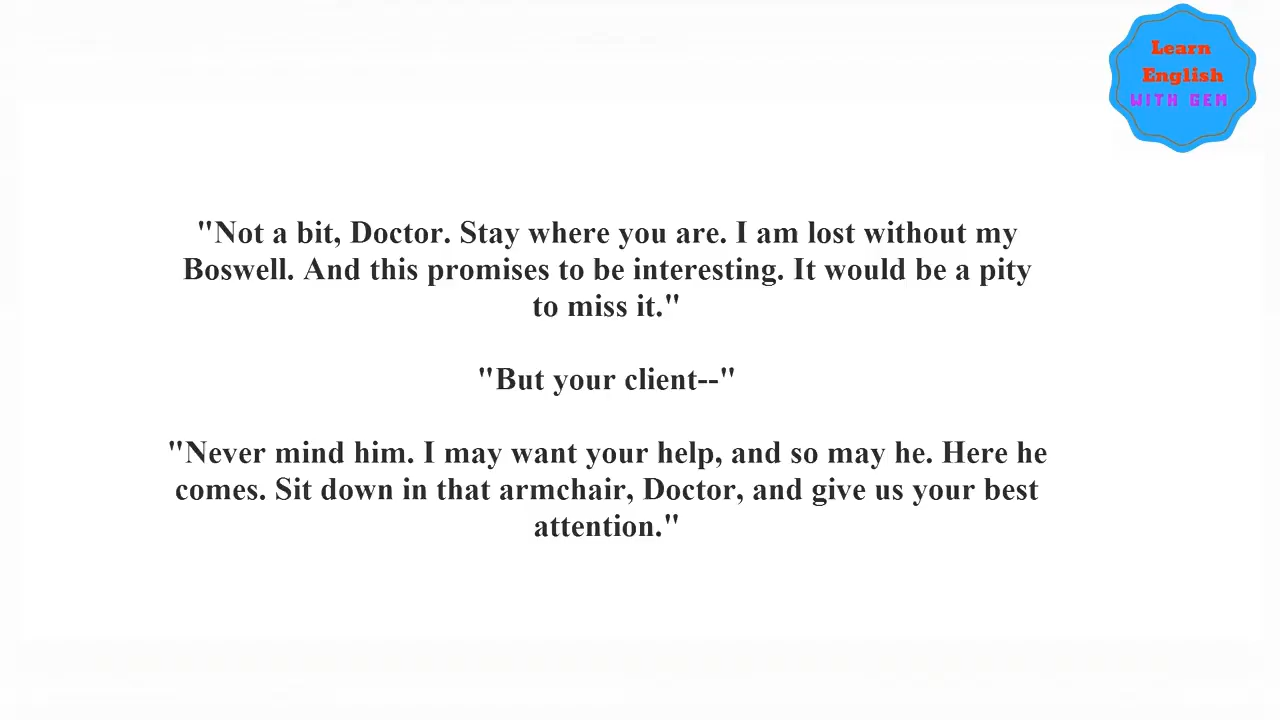 Learn
English
WITH GEM
"Not a bit, Doctor. Stay where you are. I am lost without my
Boswell. And this promises to be interesting. It would be a pity
to miss it."
"But your client--"
"Never mind him. I may want your help, and so may he. Here he
comes. Sit down in that armchair, Doctor, and give us your best
attention."